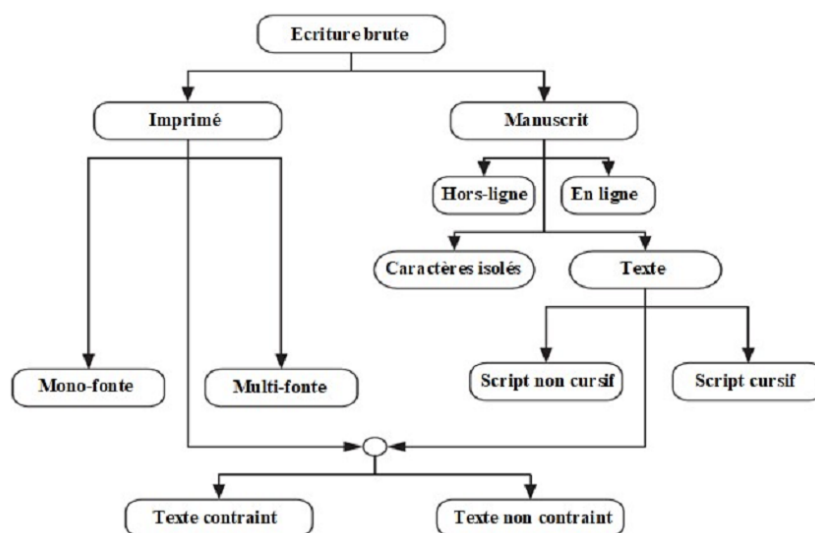 Ecriture brute
Imprimé
Manuscrit
Hors-ligne
En ligne
Caractères isolés
Texte
Mono-fonte
Multi-fonte
Script non cursif
Script cursif
Texte contraint
Texte non contraint